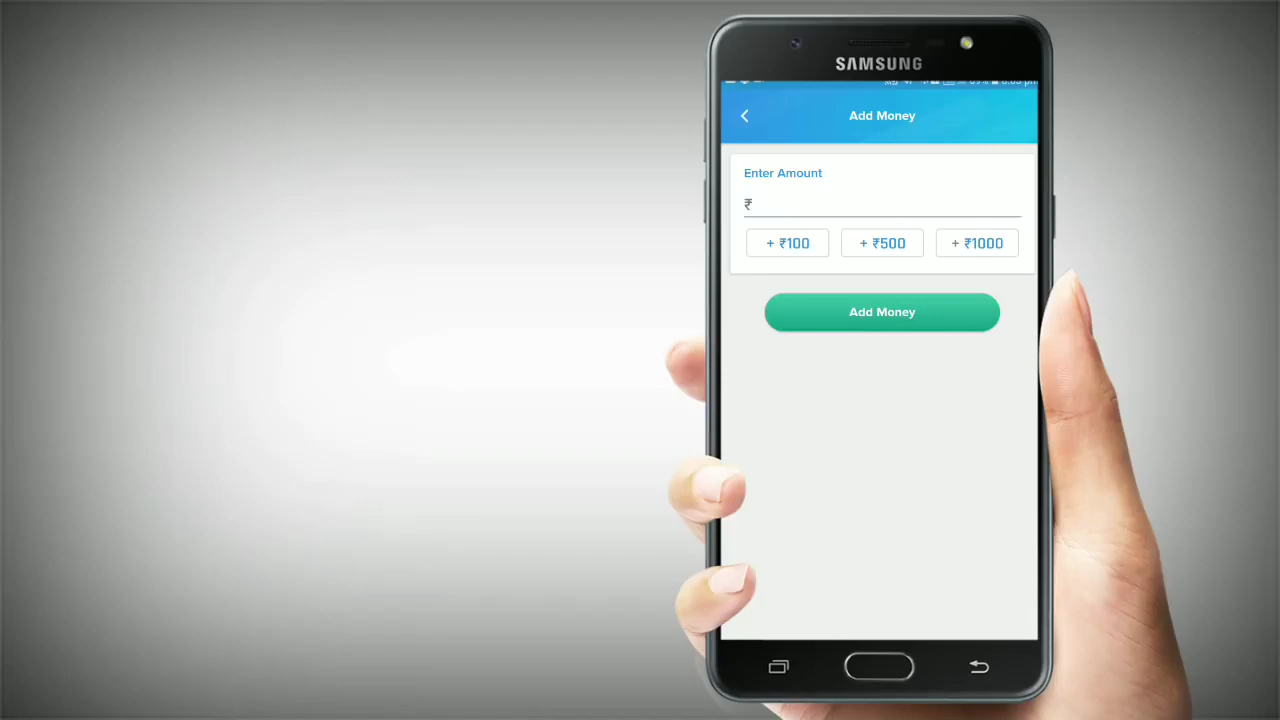 SAMSUNG
Add Money
Enter Amount
₹
+ ₹100 + ₹500 + ₹1000
Add Money